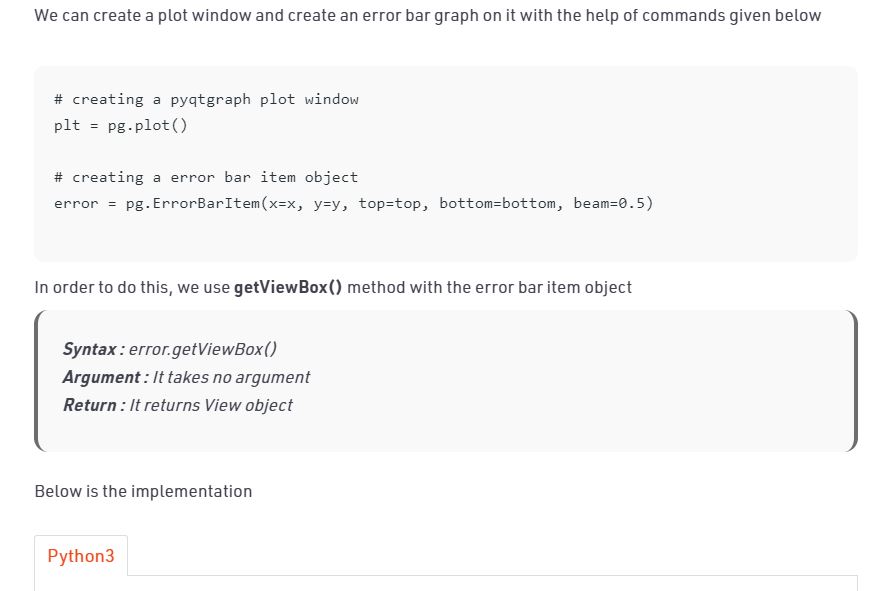 We can create a plot window and create an error bar graph on it with the help of commands given below
# creating a pyqtgraph plot window
plt = pg.plot()
# creating a error bar item object
error = pg.ErrorBarItem(x=x, y=y, top=top, bottom=bottom, beam=0.5)
In order to do this, we use getViewBox() method with the error bar item object
Syntax : error.getViewBox()
Argument : It takes no argument
Return : It returns View object
Below is the implementation
Python3